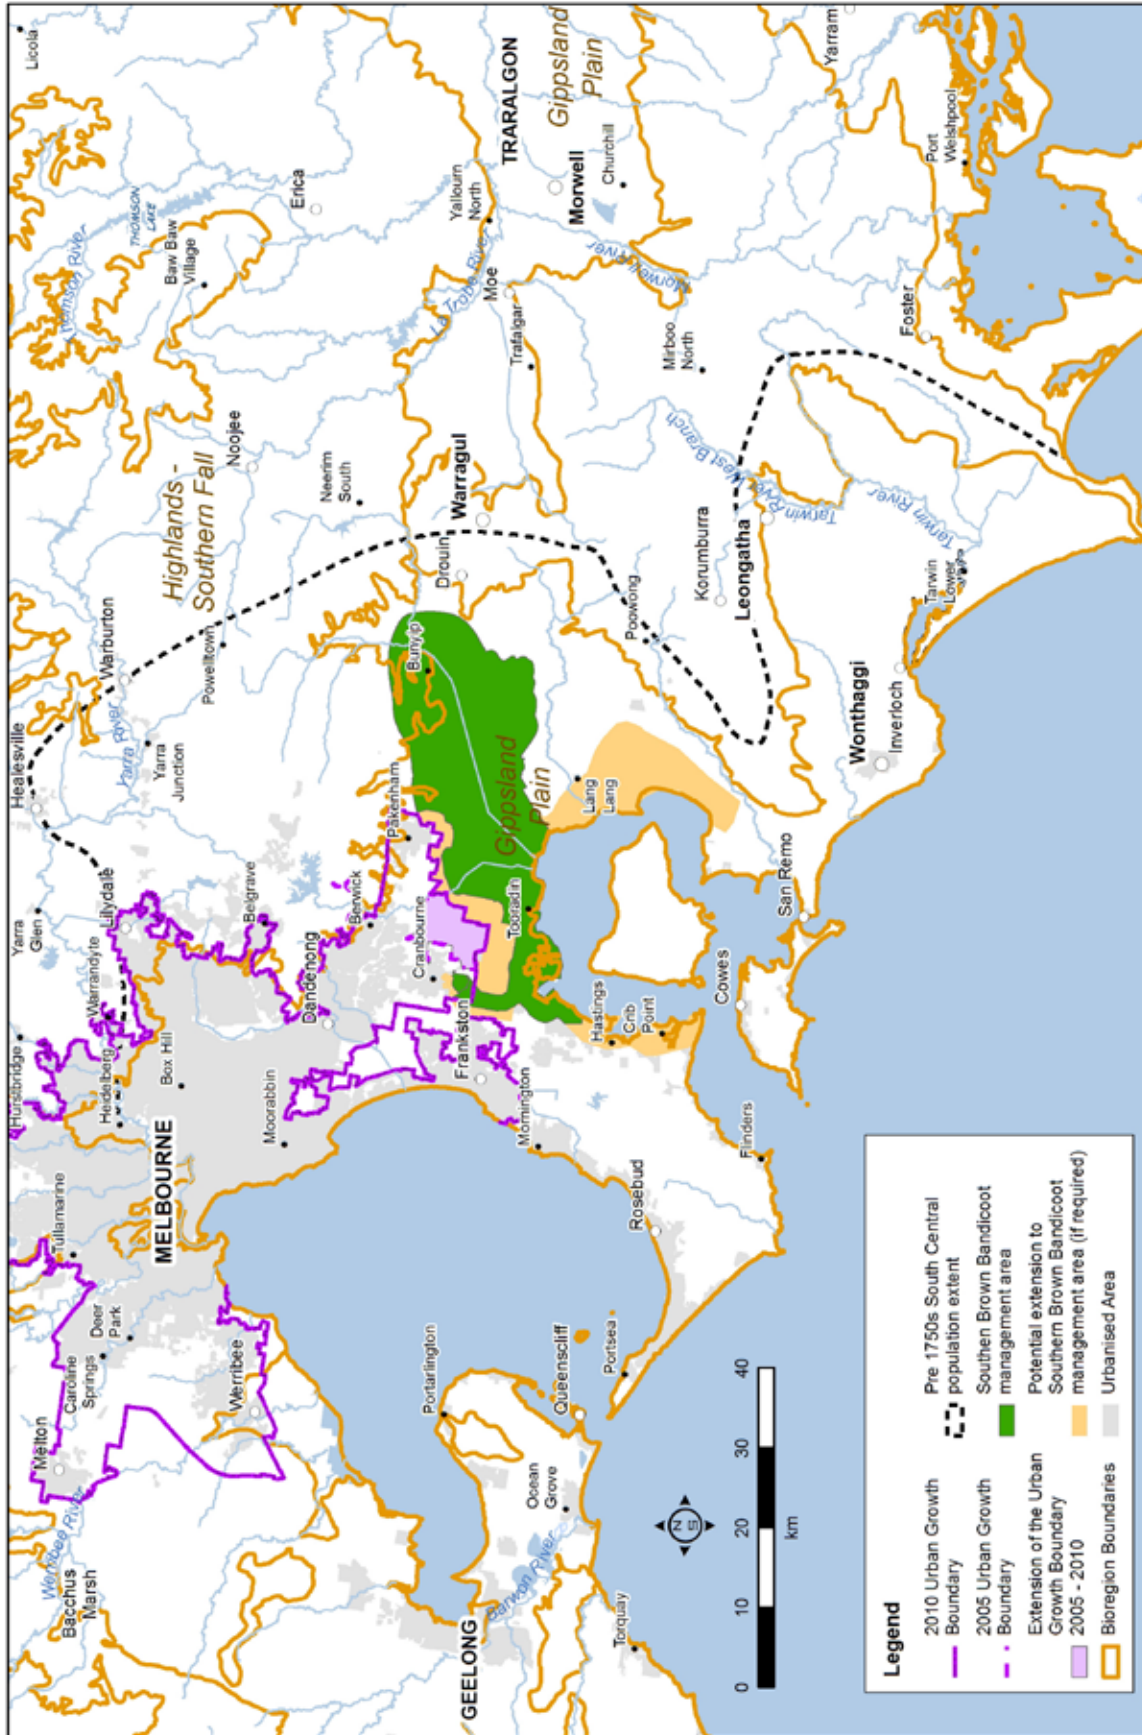 Licola
Healesville
Yarra
Glen
Hurstbridge
Tullamarine
Melton
Werribee River
Bacchus
Marsh
Caroline
Springs
Deer
Park
MELBOURNE
Heidelberg
Warrandyte
Lilydale
Yarra River
Yarra
Junction
Warburton
Powelltown
Highlands -
Southern Fall
Noojee
Thomson River
THOMSON
LAKE
Baw Baw
Village
Erica
Box Hill
Belgrave
Werribee
Moorabbin
Dandenong
Berwick
Neerim
South
Pakenham
Cranbourne
Frankston
Bunyip
Drouin
Warragul
La Trobe River
Moe
Yallourn
North
TRARALGON
Trafalgar
Morwell
Churchill
Gippsland
Plain
Morwell River
Portarlington
Mornington
Tooradin
Gippsland
Plain
Lang
Lang
GEELONG
Barwon River
Ocean
Grove
Queenscliff
Portsea
Rosebud
Hastings
Crib
Point
Poowong
Mirboo
North
Korumburra
Tarwin River West Branch
Leongatha
Torquay
Flinders
Cowes
San Remo
Wonthaggi
Inverloch
Tarwin
Lower
Tarwin River
Foster
Port
Welshpool
Yarram
N
S
0 10 20 30 40
km
Legend
2010 Urban Growth
Boundary
2005 Urban Growth
Boundary
Extension of the Urban
Growth Boundary
2005 - 2010
Bioregion Boundaries
Pre 1750s South Central
population extent
Southen Brown Bandicoot
management area
Potential extension to
Southern Brown Bandicoot
management area (if required)
Urbanised Area